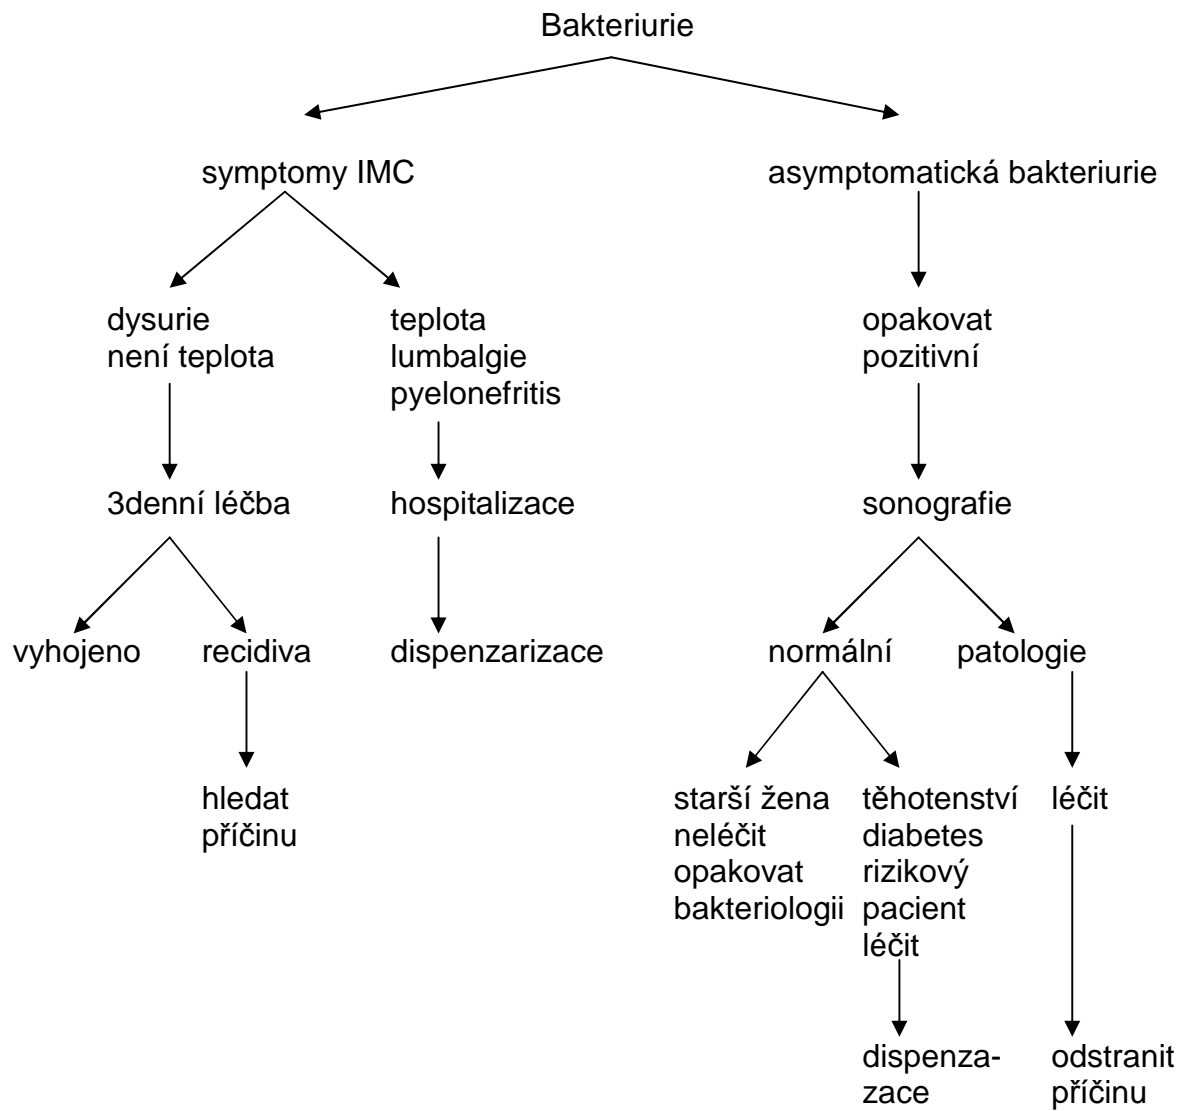 Bakteriurie
symptomy IMC
asymptomatická bakteriurie
dysurie
není teplota
teplota
lumbalgie
pyelonefritis
opakovat
pozitivní
3denní léčba
hospitalizace
sonografie
vyhojeno
recidiva
dispenzarizace
normální
patologie
hledat
příčinu
starší žena
neléčit
opakovat
bakteriologii
těhotenství
diabetes
rizikový
pacient
léčit
léčit
dispenza-
zace
odstranit
příčinu